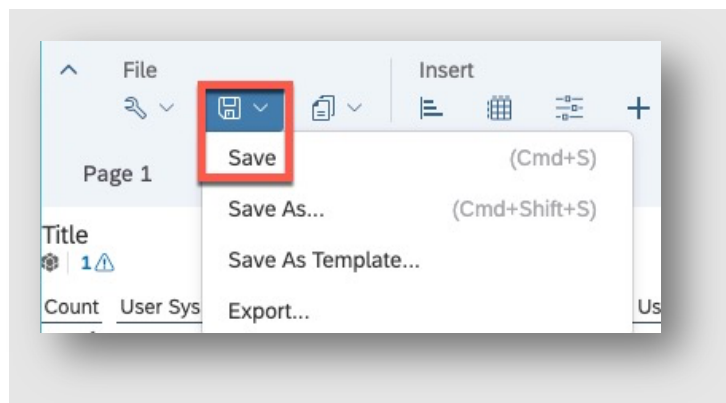 File Insert
Save (Cmd+S)
Page 1
Save As... (Cmd+Shift+S)
Title
1
Save As Template...
Count User Sys Us
Export...